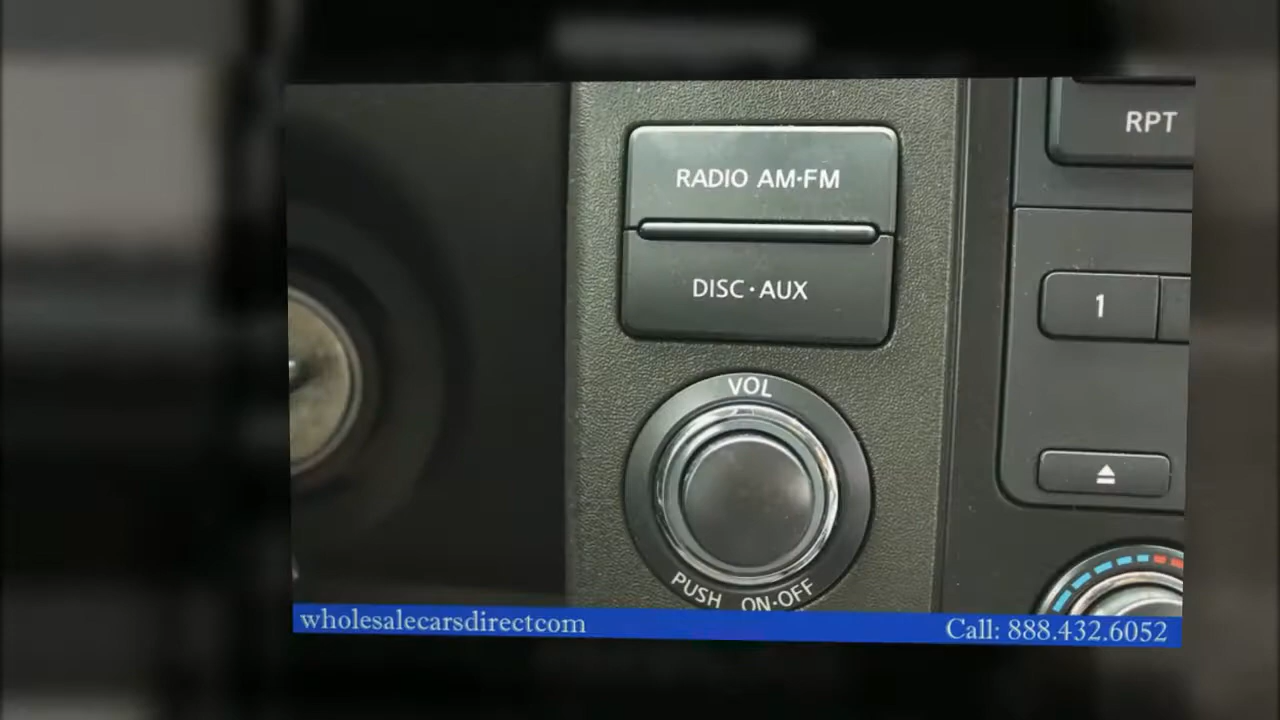 RPT
RADIO AM·FM
DISC·AUX
1
VOL
PUSH ON·OFF
wholesalecarsdirectcom
Call: 888.432.6052